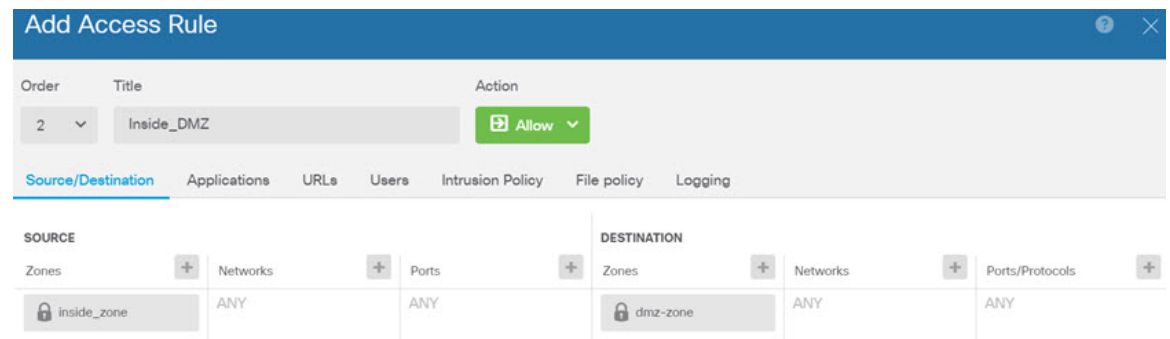 Add Access Rule
Order Title Action
2 Inside_DMZ Allow
Source/Destination Applications URLs Users Intrusion Policy File policy Logging
SOURCE DESTINATION
Zones + Networks + Ports + Zones + Networks + Ports/Protocols +
inside_zone ANY ANY dmz-zone ANY ANY